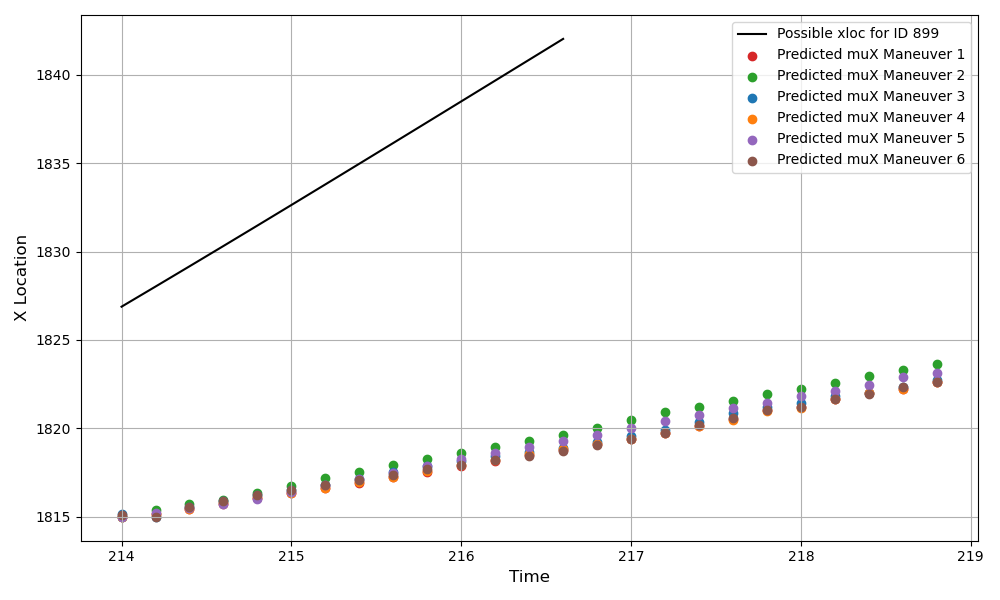 Possible xloc for ID 899
Predicted muX Maneuver 1
Predicted muX Maneuver 2
Predicted muX Maneuver 3
Predicted muX Maneuver 4
Predicted muX Maneuver 5
Predicted muX Maneuver 6
X Location
1840
1835
1830
1825
1820
1815
214 215 216 217 218 219
Time